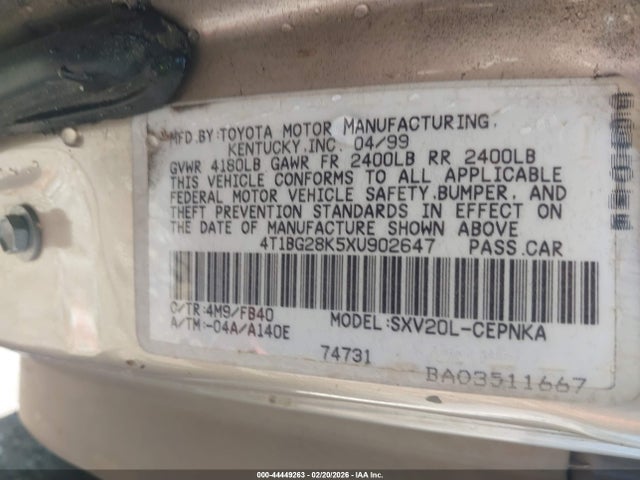 MFD.BY:TOYOTA MOTOR MANUFACTURING,
KENTUCKY,INC. 04/99
GVWR 4180LB GAWR FR 2400LB RR 2400LB
THIS VEHICLE CONFORMS TO ALL APPLICABLE
FEDERAL MOTOR VEHICLE SAFETY,BUMPER, AND
THEFT PREVENTION STANDARDS IN EFFECT ON
THE DATE OF MANUFACTURE SHOWN ABOVE
4T1BG28K5XU902647 PASS.CAR
C/TR:4M9/FB40 MODEL:SXV20L-CEPNKA
A/TM:-04A/A140E
74731
BA03511667
000-44449263 - 02/20/2026 - IAA Inc.